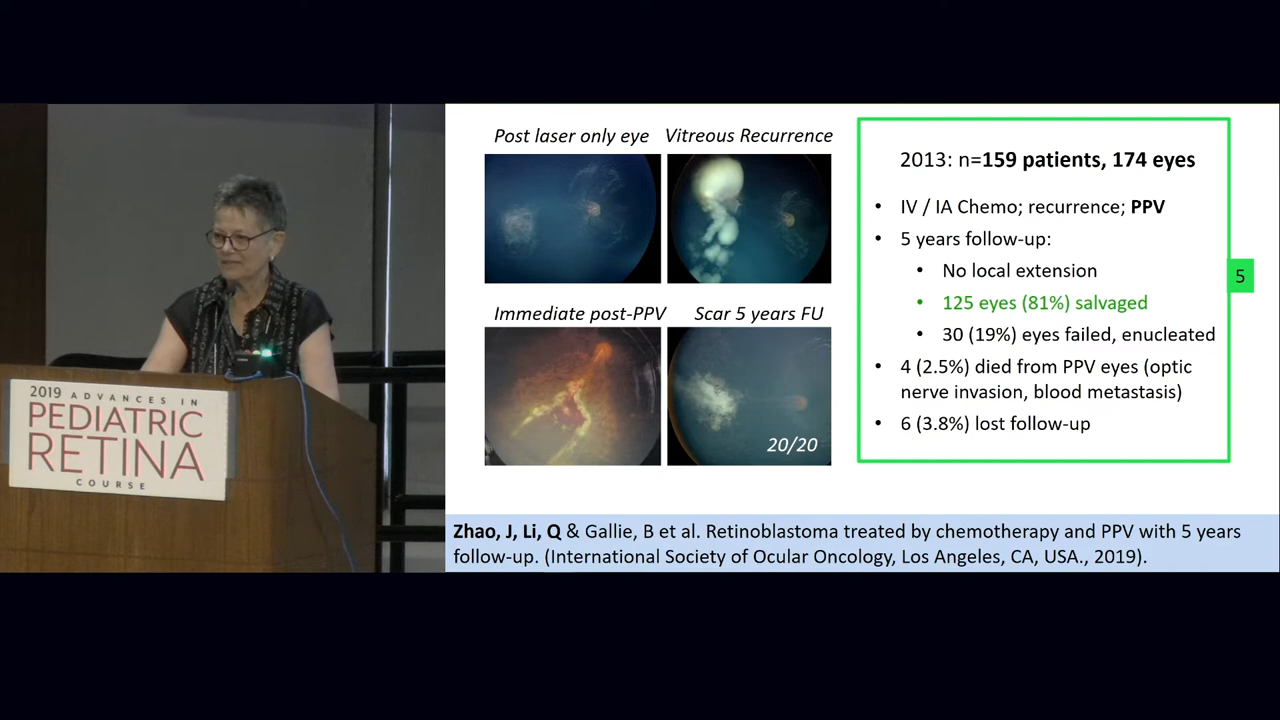 2019 ADVANCES IN
PEDIATRIC
RETINA
COURSE
Post laser only eye
Vitreous Recurrence
Immediate post-PPV
Scar 5 years FU
20/20
2013: n=159 patients, 174 eyes
• IV / IA Chemo; recurrence; PPV
• 5 years follow-up:
• No local extension
• 125 eyes (81%) salvaged
• 30 (19%) eyes failed, enucleated
• 4 (2.5%) died from PPV eyes (optic
nerve invasion, blood metastasis)
• 6 (3.8%) lost follow-up
5
Zhao, J, Li, Q & Gallie, B et al. Retinoblastoma treated by chemotherapy and PPV with 5 years
follow-up. (International Society of Ocular Oncology, Los Angeles, CA, USA., 2019).